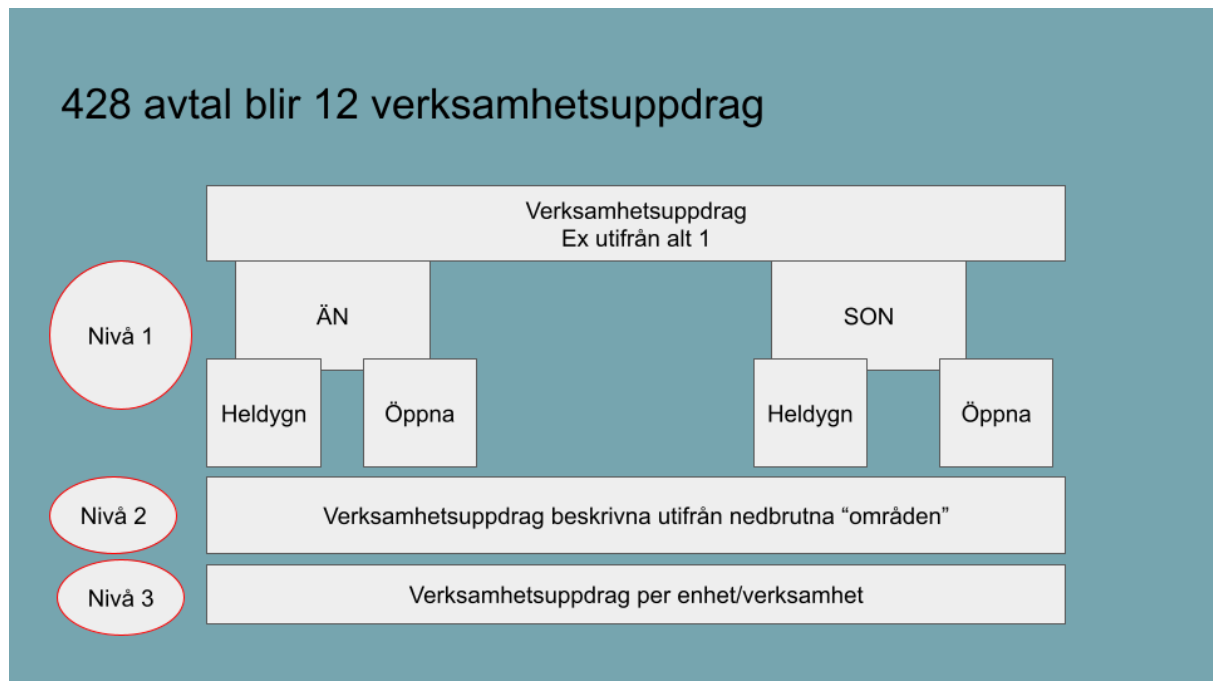 428 avtal blir 12 verksamhetsuppdrag
Verksamhetsuppdrag
Ex utifrån alt 1
Nivå 1
ÄN
SON
Heldygn
Öppna
Heldygn
Öppna
Nivå 2
Verksamhetsuppdrag beskrivna utifrån nedbrutna “områden”
Nivå 3
Verksamhetsuppdrag per enhet/verksamhet